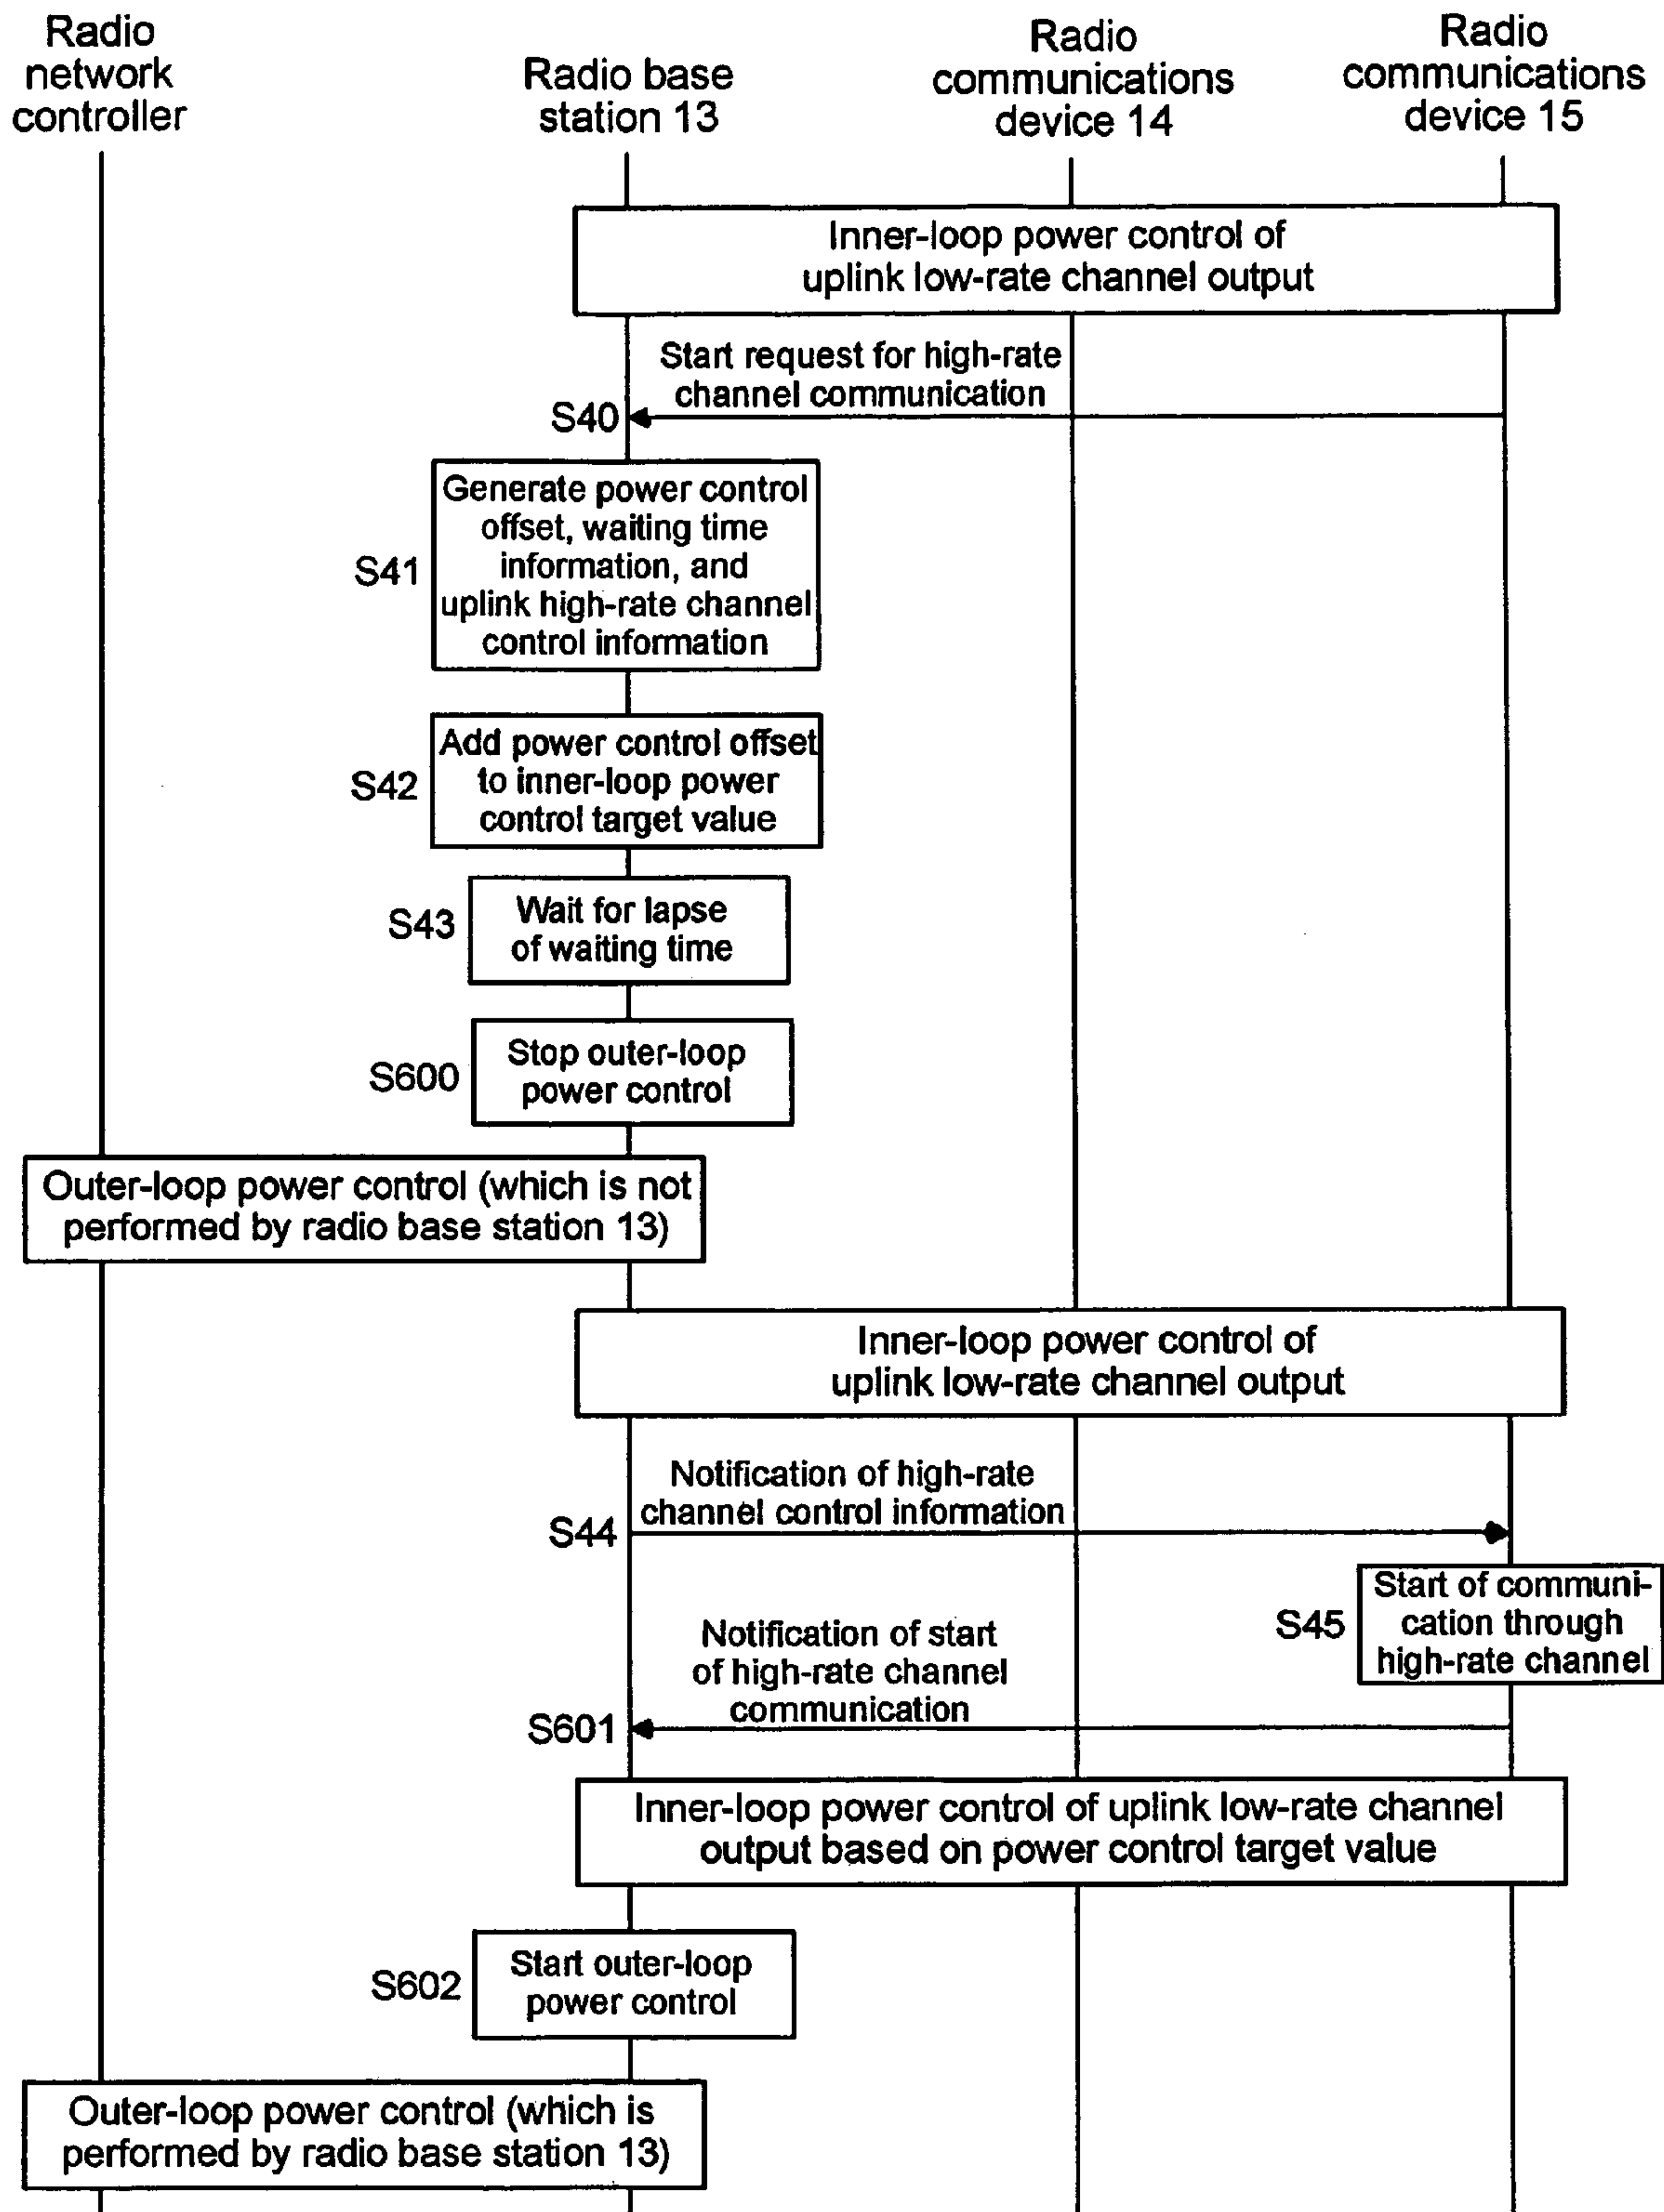 Radio
network
controller
Radio base
station 13
Radio
communications
device 14
Radio
communications
device 15
Inner-loop power control of
uplink low-rate channel output
Start request for high-rate
channel communication
S40
Generate power control
offset, waiting time
information, and
uplink high-rate channel
control information
S41
Add power control offset
to inner-loop power
control target value
S42
Wait for lapse
of waiting time
S43
Stop outer-loop
power control
S600
Outer-loop power control (which is not
performed by radio base station 13)
Inner-loop power control of
uplink low-rate channel output
Notification of high-rate
channel control information
S44
Start of communi-
cation through
high-rate channel
S45
Notification of start
of high-rate channel
communication
S601
Inner-loop power control of uplink low-rate channel
output based on power control target value
Start outer-loop
power control
S602
Outer-loop power control (which is
performed by radio base station 13)